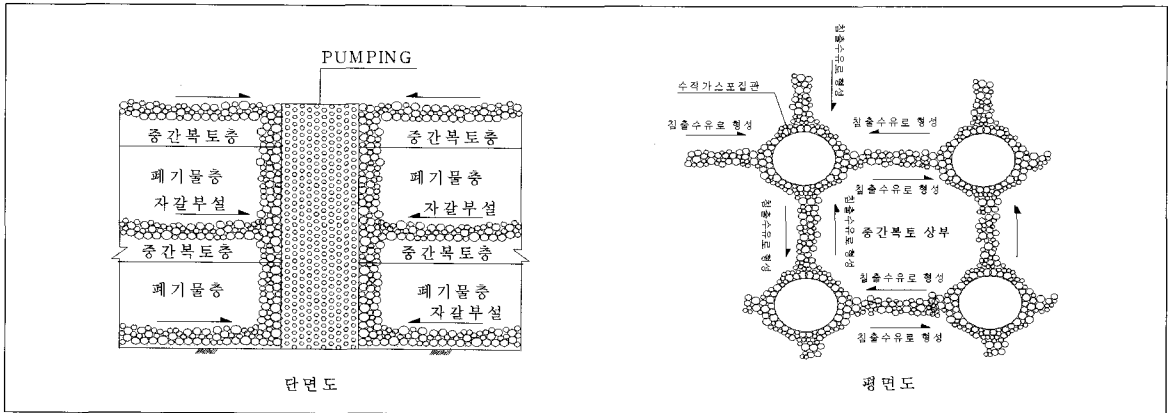 PUMPING
중간복토층
중간복토층
폐기물층
자갈부설
폐기물층
자갈부설
중간복토층
중간복토층
폐기물층
폐기물층
자갈부설
단면도
침출수유로 형성
수직가스포집관
침출수유로 형성
침출수유로 형성
침출수유로 형성
침출수유로 형성
침출수유로 형성
중간복토 상부
침출수유로 형성
침출수유로 형성
평면도